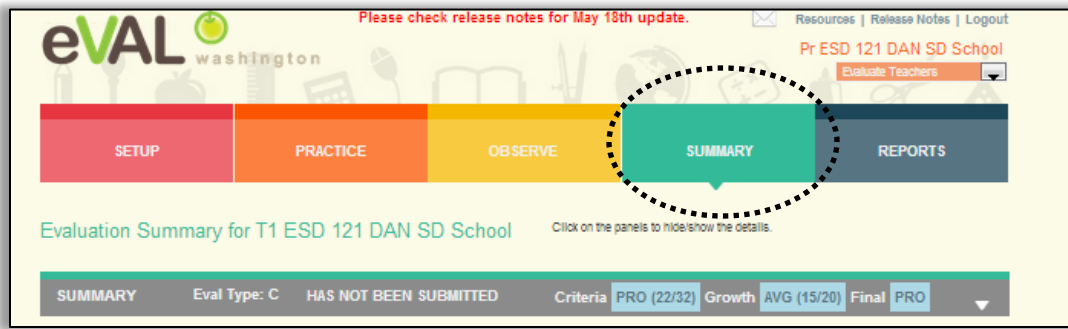 Please check release notes for May 18th update.
Resources | Release Notes | Logout
eVAL washington
Pr ESD 121 DAN SD School
Evaluate Teachers
SETUP PRACTICE OBSERVE SUMMARY REPORTS
Evaluation Summary for T1 ESD 121 DAN SD School Click on the panels to hide/show the details.
SUMMARY Eval Type: C HAS NOT BEEN SUBMITTED Criteria PRO (22/32) Growth AVG (15/20) Final PRO